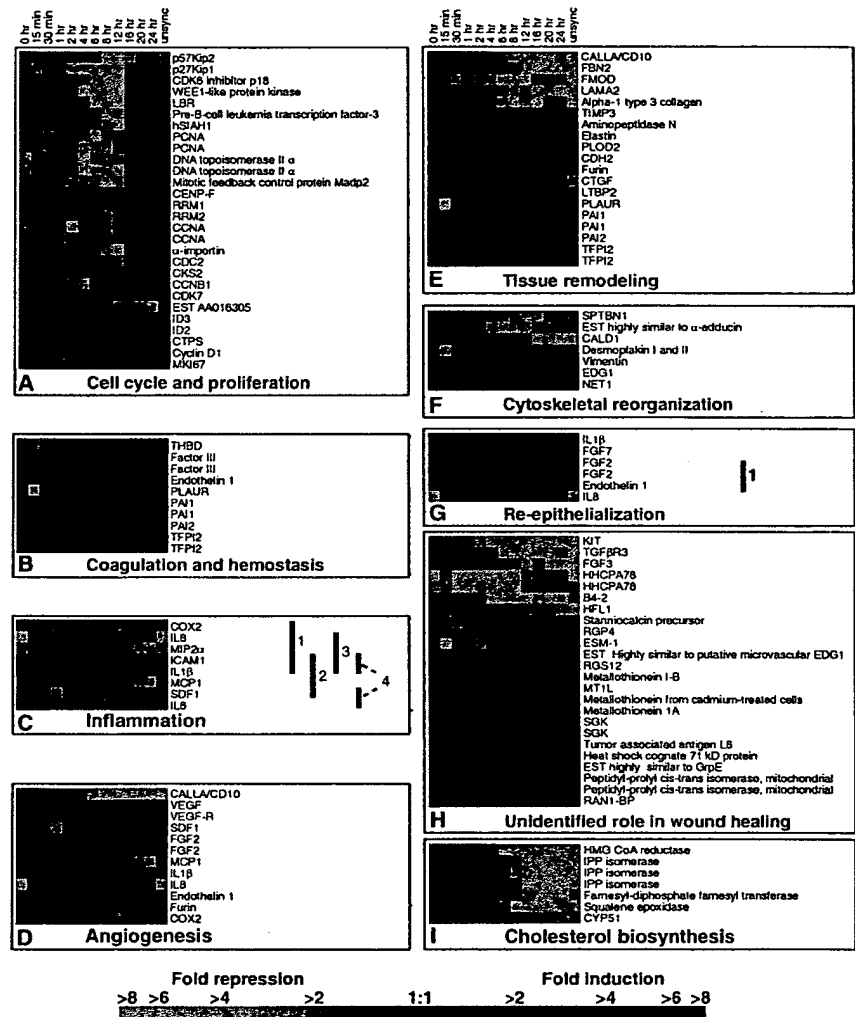 0 hr
15 min
30 min
1 hr
2 hr
4 hr
6 hr
8 hr
12 hr
16 hr
20 hr
24 hr
unsync
p57Kip2
p27Kip1
CDK6 inhibitor p18
WEE1-like protein kinase
LBR
Pre-B-cell leukemia transcription factor-3
hSIAH1
PCNA
PCNA
DNA topoisomerase II α
DNA topoisomerase II α
Mitotic feedback control protein Madp2
CENP-F
RRM1
RRM2
CCNA
CCNA
α-importin
CDC2
CKS2
CCNB1
CDK7
EST AA016305
ID3
ID2
CTPS
Cyclin D1
MKI67
A Cell cycle and proliferation
THBD
Factor III
Factor III
Endothelin 1
PLAUR
PAI1
PAI1
PAI2
TFPI2
TFPI2
B Coagulation and hemostasis
COX2
IL8
MIP2α
ICAM1
IL1β
MCP1
SDF1
IL6
1
2
3
4
C Inflammation
CALLA/CD10
VEGF
VEGF-R
SDF1
FGF2
FGF2
MCP1
IL1β
IL8
Endothelin 1
Furin
COX2
D Angiogenesis
0 hr
15 min
30 min
1 hr
2 hr
4 hr
6 hr
8 hr
12 hr
16 hr
20 hr
24 hr
unsync
CALLA/CD10
FBN2
FMOD
LAMA2
Alpha-1 type 3 collagen
TIMP3
Aminopeptidase N
Elastin
PLOD2
CDH2
Furin
CTGF
LTBP2
PLAUR
PAI1
PAI1
PAI2
TFPI2
TFPI2
E Tissue remodeling
SPTBN1
EST highly similar to α-adducin
CALD1
Desmoplakin I and II
Vimentin
EDG1
NET1
F Cytoskeletal reorganization
IL1β
FGF7
FGF2
FGF2
Endothelin 1
IL8
1
G Re-epithelialization
KIT
TGFβR3
FGF3
HHCPA78
HHCPA78
B4-2
HFL1
Stanniocalcin precursor
RGP4
ESM-1
EST Highly similar to putative microvascular EDG1
RGS12
Metallothionein I-B
MT1L
Metallothionein from cadmium-treated cells
Metallothionein 1A
SGK
SGK
Tumor associated antigen L6
Heat shock cognate 71 kD protein
EST highly similar to GrpE
Peptidyl-prolyl cis-trans isomerase, mitochondrial
Peptidyl-prolyl cis-trans isomerase, mitochondrial
RAN1-BP
H Unidentified role in wound healing
HMG CoA reductase
IPP isomerase
IPP isomerase
IPP isomerase
Farnesyl-diphosphate farnesyl transferase
Squalene epoxidase
CYP51
I Cholesterol biosynthesis
Fold repression Fold induction
>8 >6 >4 >2 1:1 >2 >4 >6 >8